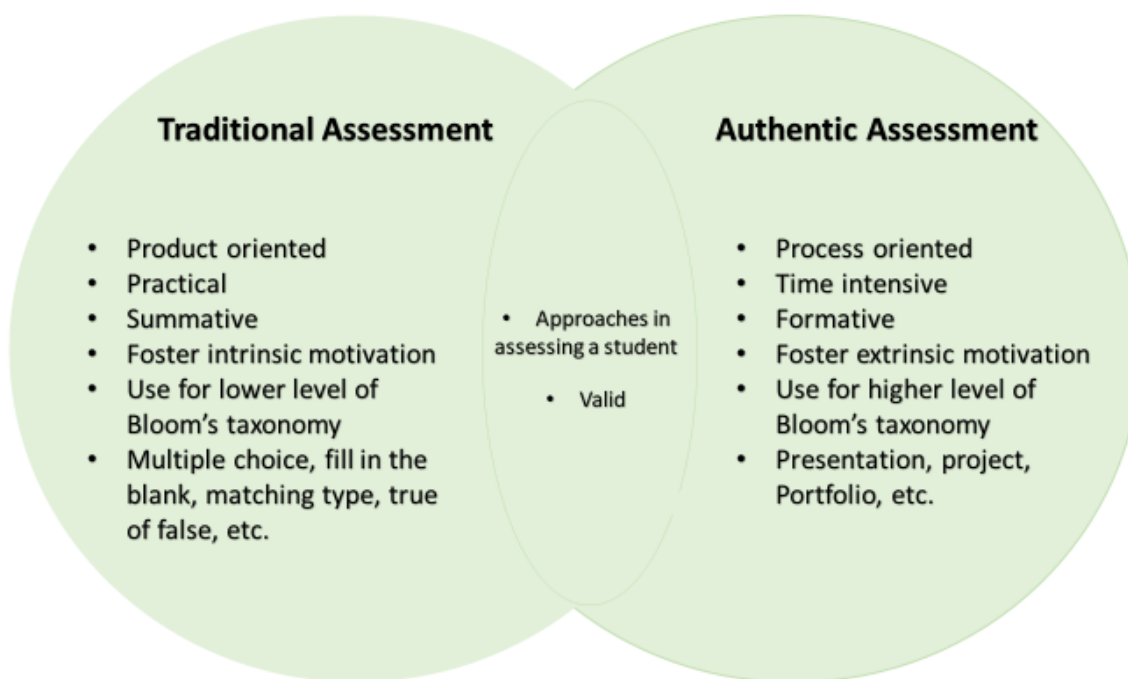 Traditional Assessment
• Product oriented
• Practical
• Summative
• Foster intrinsic motivation
• Use for lower level of
Bloom's taxonomy
• Multiple choice, fill in the
blank, matching type, true
of false, etc.
• Approaches in
assessing a student
• Valid
Authentic Assessment
• Process oriented
• Time intensive
• Formative
• Foster extrinsic motivation
• Use for higher level of
Bloom's taxonomy
• Presentation, project,
Portfolio, etc.